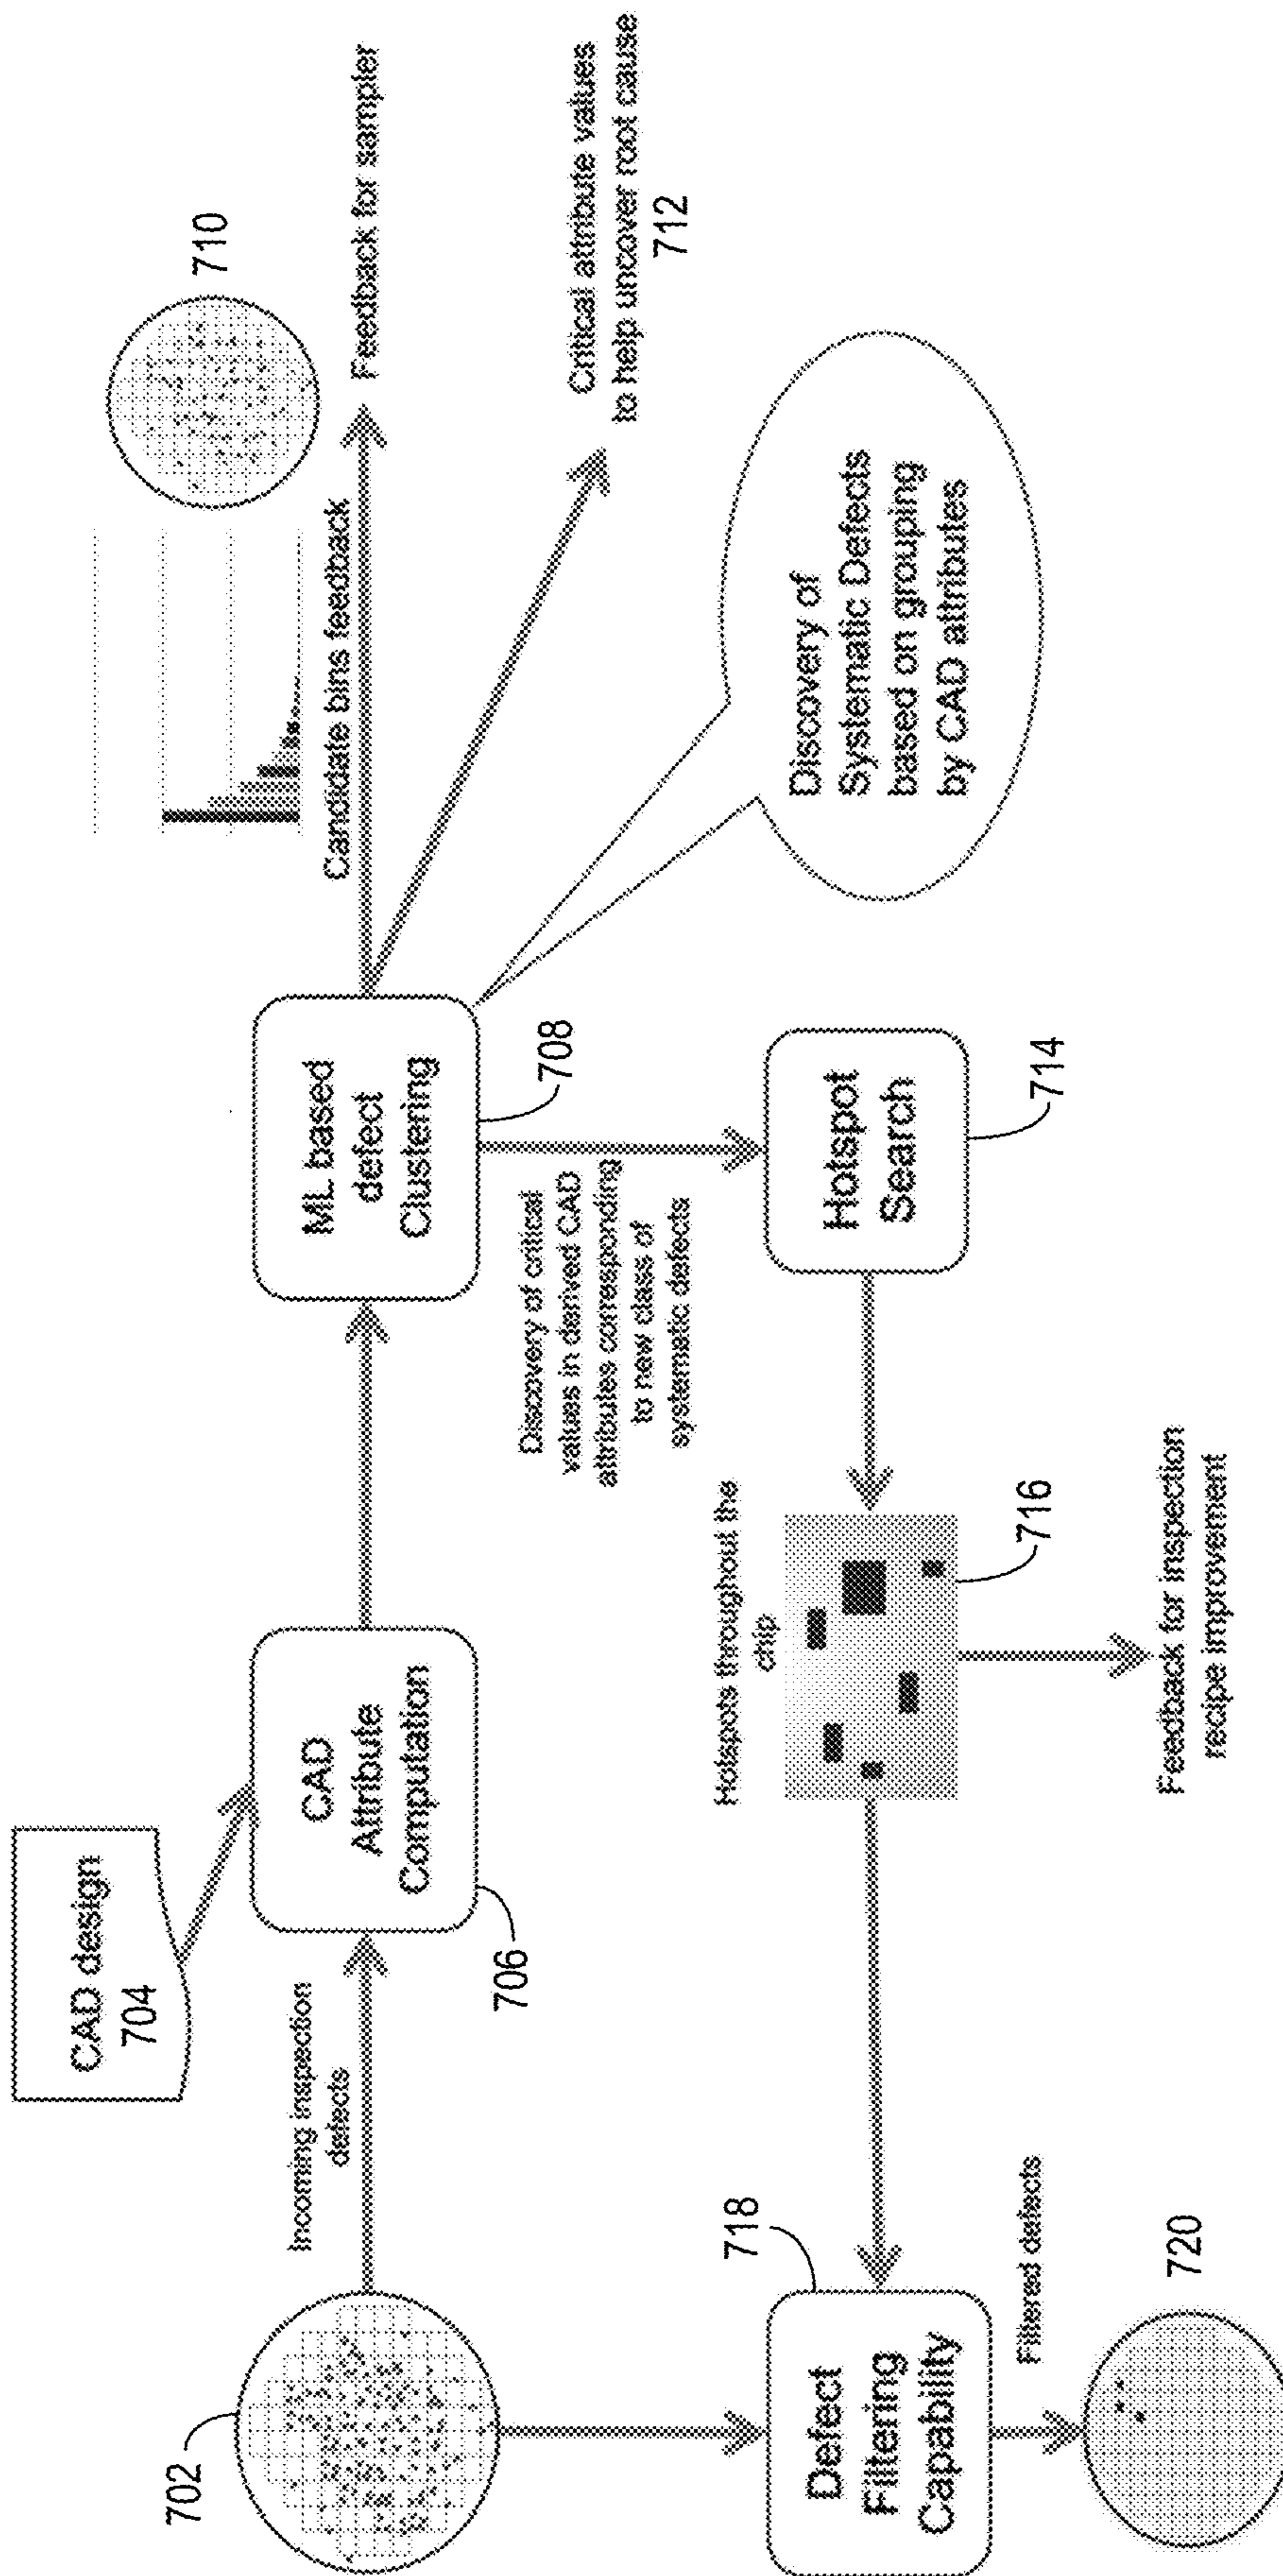 702
Incoming inspection
defects
CAD design
704
CAD
Attribute
Computation
706
ML based
defect
Clustering
708
Candidate bins feedback
710
Feedback for sampler
Critical attribute values
to help uncover root cause
712
Discovery of
Systematic Defects
based on grouping
by CAD attributes
Discovery of critical
values in derived CAD
attributes corresponding
to new class of
systematic defects
Hotspot
Search
714
Hotspots throughout the
chip
716
Feedback for inspection
recipe improvement
718
Defect
Filtering
Capability
Filtered defects
720